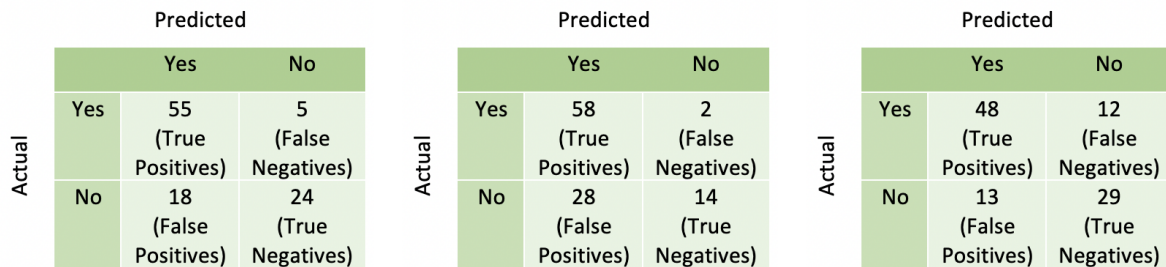 Predicted
Yes No
Yes 55 5
(True (False
Positives) Negatives)
No 18 24
(False (True
Positives) Negatives)
Actual
Predicted
Yes No
Yes 58 2
(True (False
Positives) Negatives)
No 28 14
(False (True
Positives) Negatives)
Actual
Predicted
Yes No
Yes 48 12
(True (False
Positives) Negatives)
No 13 29
(False (True
Positives) Negatives)
Actual